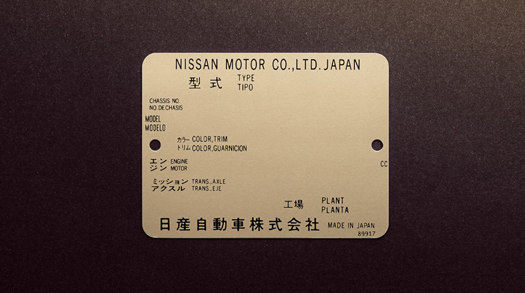 NISSAN MOTOR CO.,LTD. JAPAN
型式 TYPE
TIPO
CHASSIS NO.
NO. DE CHASIS
MODEL
MODELO
カラー COLOR,TRIM
トリム COLOR,GUARNICION
エン ENGINE
ジン MOTOR
CC
ミッション TRANS.,AXLE
アクスル TRANS.,EJE
工場 PLANT
PLANTA
日産自動車株式会社 MADE IN JAPAN
89917